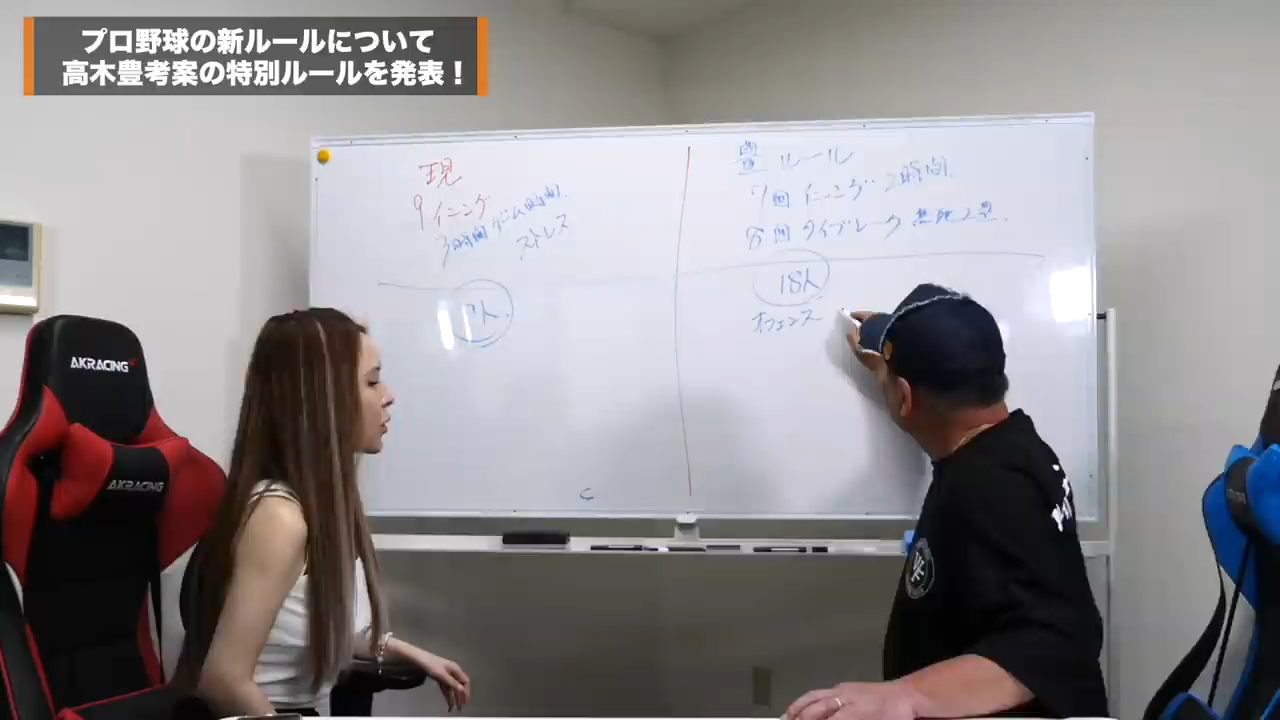 プロ野球の新ルールについて
高木豊考案の特別ルールを発表！
現
9イニング
3時間ゲーム時間.
ストレス
豊ルール
7回イニング 2時間.
8回タイブレーク 無死2塁.
18人
オフェンス
AKRACING
AKRACING